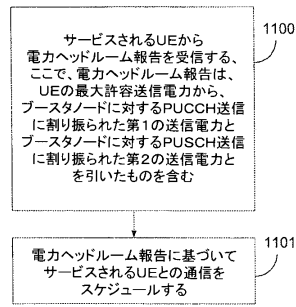 サービスされるUEから
電力ヘッドルーム報告を受信する、
ここで、電力ヘッドルーム報告は、
UEの最大許容送信電力から、
ブースタノードに対するPUCCH送信
に割り振られた第1の送信電力と
ブースタノードに対するPUSCH送信
に割り振られた第2の送信電力と
を引いたものを含む
1100
電力ヘッドルーム報告に基づいて
サービスされるUEとの通信を
スケジュールする
1101